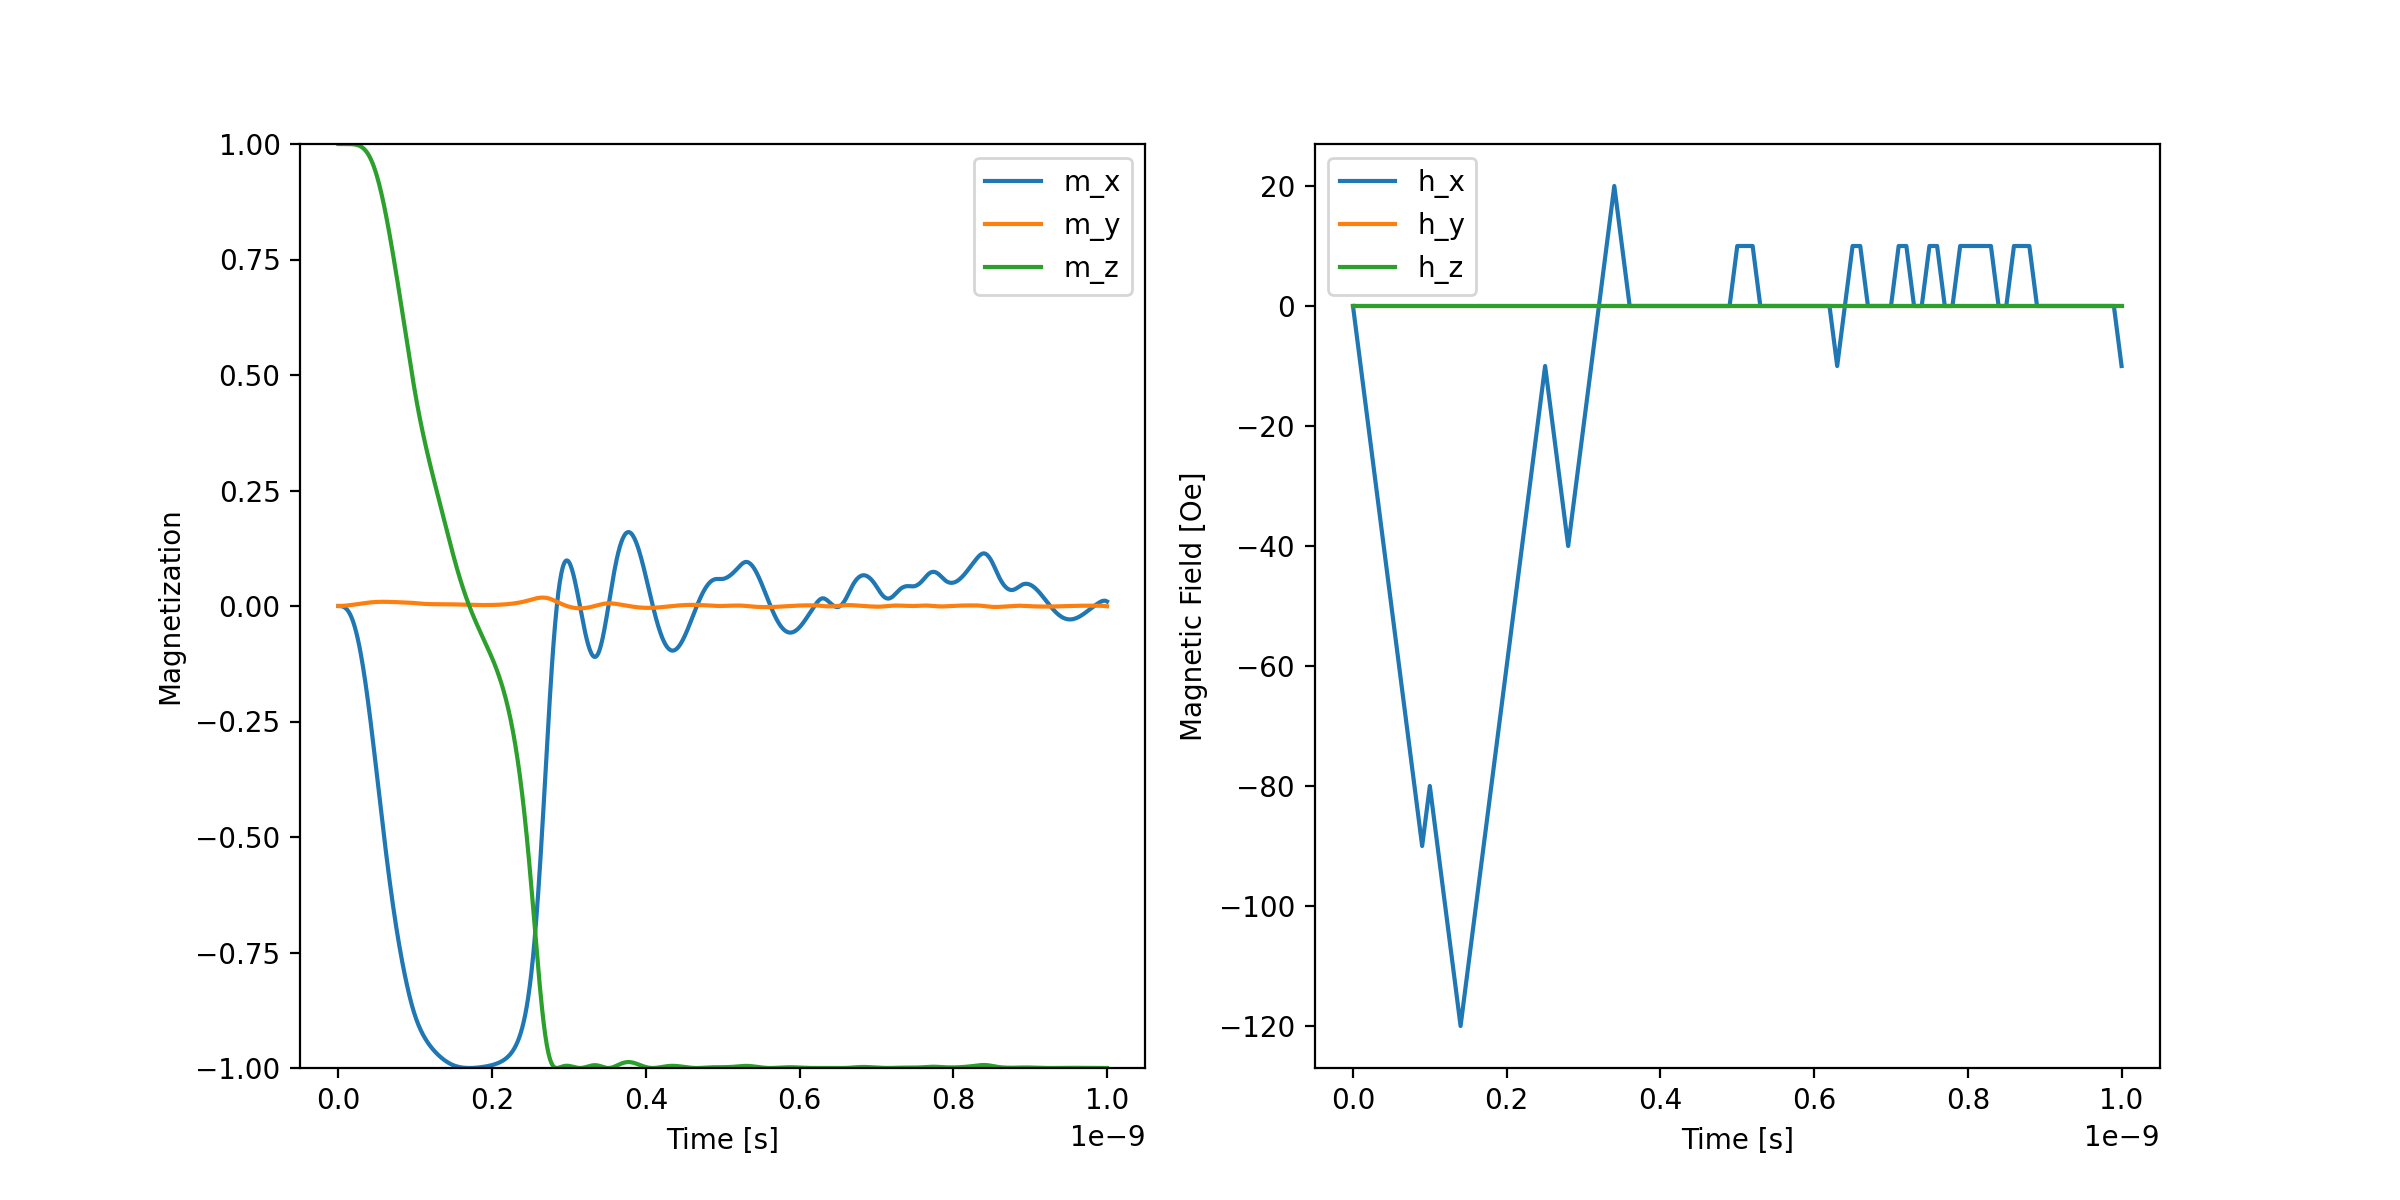 1.00
0.75
0.50
0.25
0.00
−0.25
−0.50
−0.75
−1.00
Magnetization
0.0 0.2 0.4 0.6 0.8 1.0
Time [s]
1e−9
m_x
m_y
m_z
20
0
−20
−40
−60
−80
−100
−120
Magnetic Field [Oe]
0.0 0.2 0.4 0.6 0.8 1.0
Time [s]
1e−9
h_x
h_y
h_z